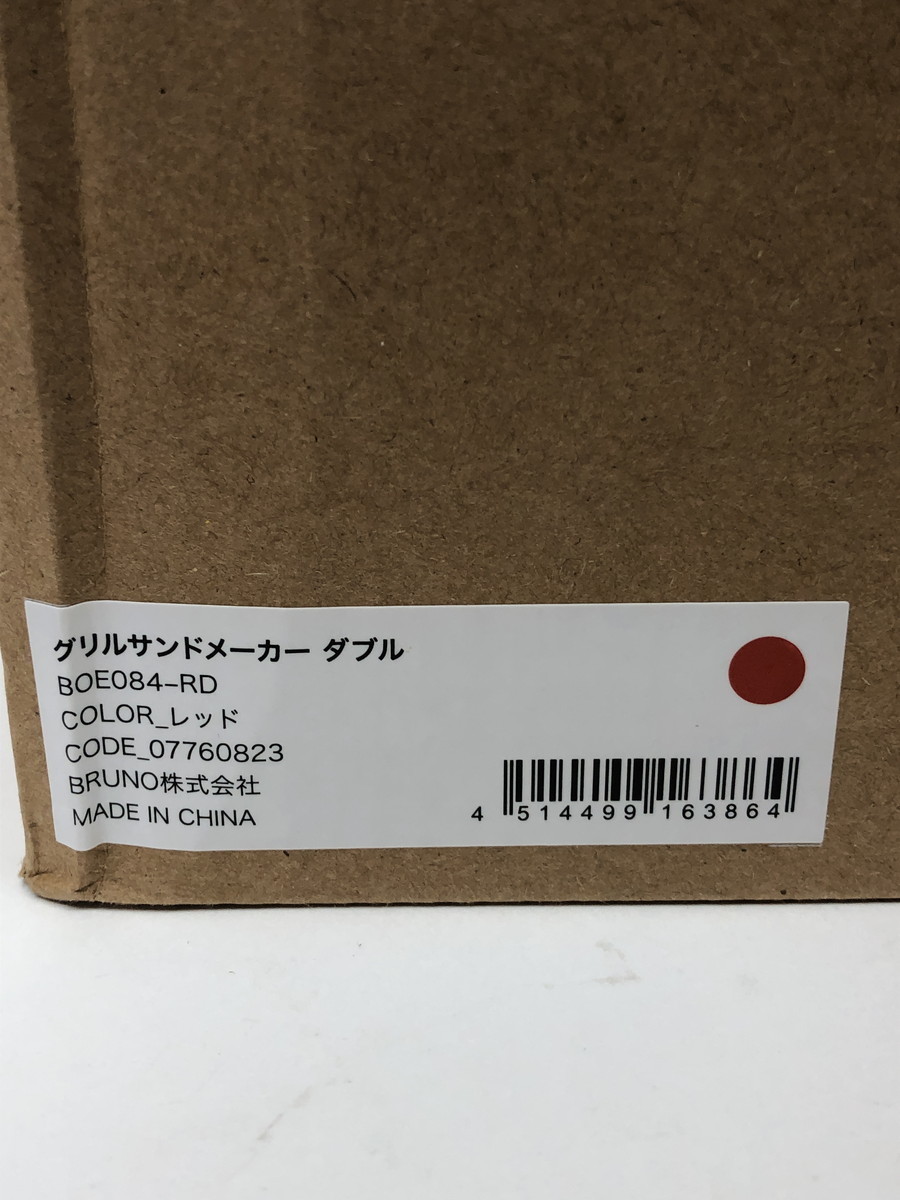 グリルサンドメーカー ダブル
BOE084-RD
COLOR_レッド
CODE_07760823
BRUNO株式会社
MADE IN CHINA
4 514499 163864